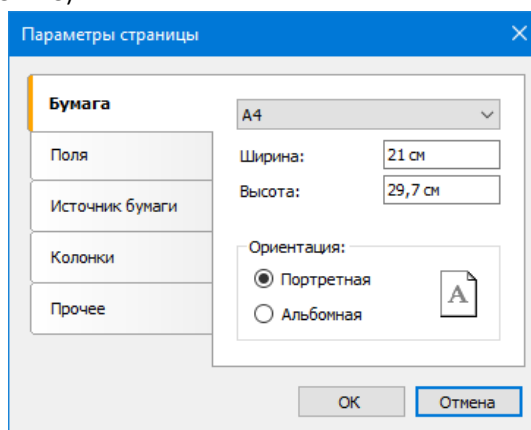 Параметры страницы
Бумага
Поля
Источник бумаги
Колонки
Прочее
A4
Ширина:
21 см
Высота:
29,7 см
Ориентация:
Портретная
Альбомная
A
OK
Отмена